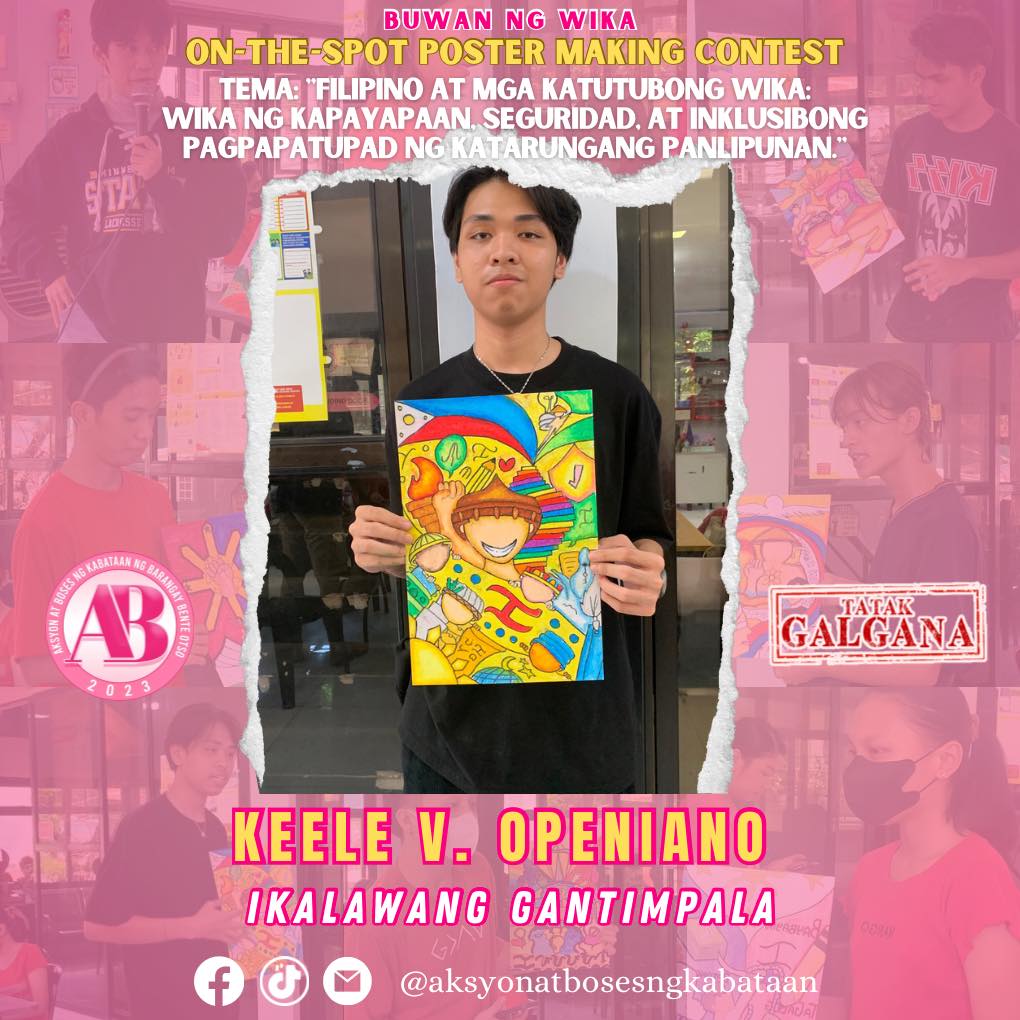 BUWAN NG WIKA
ON-THE-SPOT POSTER MAKING CONTEST
TEMA: "FILIPINO AT MGA KATUTUBONG WIKA:
WIKA NG KAPAYAPAAN, SEGURIDAD, AT INKLUSIBONG
PAGPAPATUPAD NG KATARUNGANG PANLIPUNAN."
KISS
AKSYON AT BOSES NG KABATAAN NG BARANGAY BENTE OTSO
AB
2023
TATAK
GALGANA
KEELE V. OPENIANO
IKALAWANG GANTIMPALA
@aksyonatbosesngkabataan